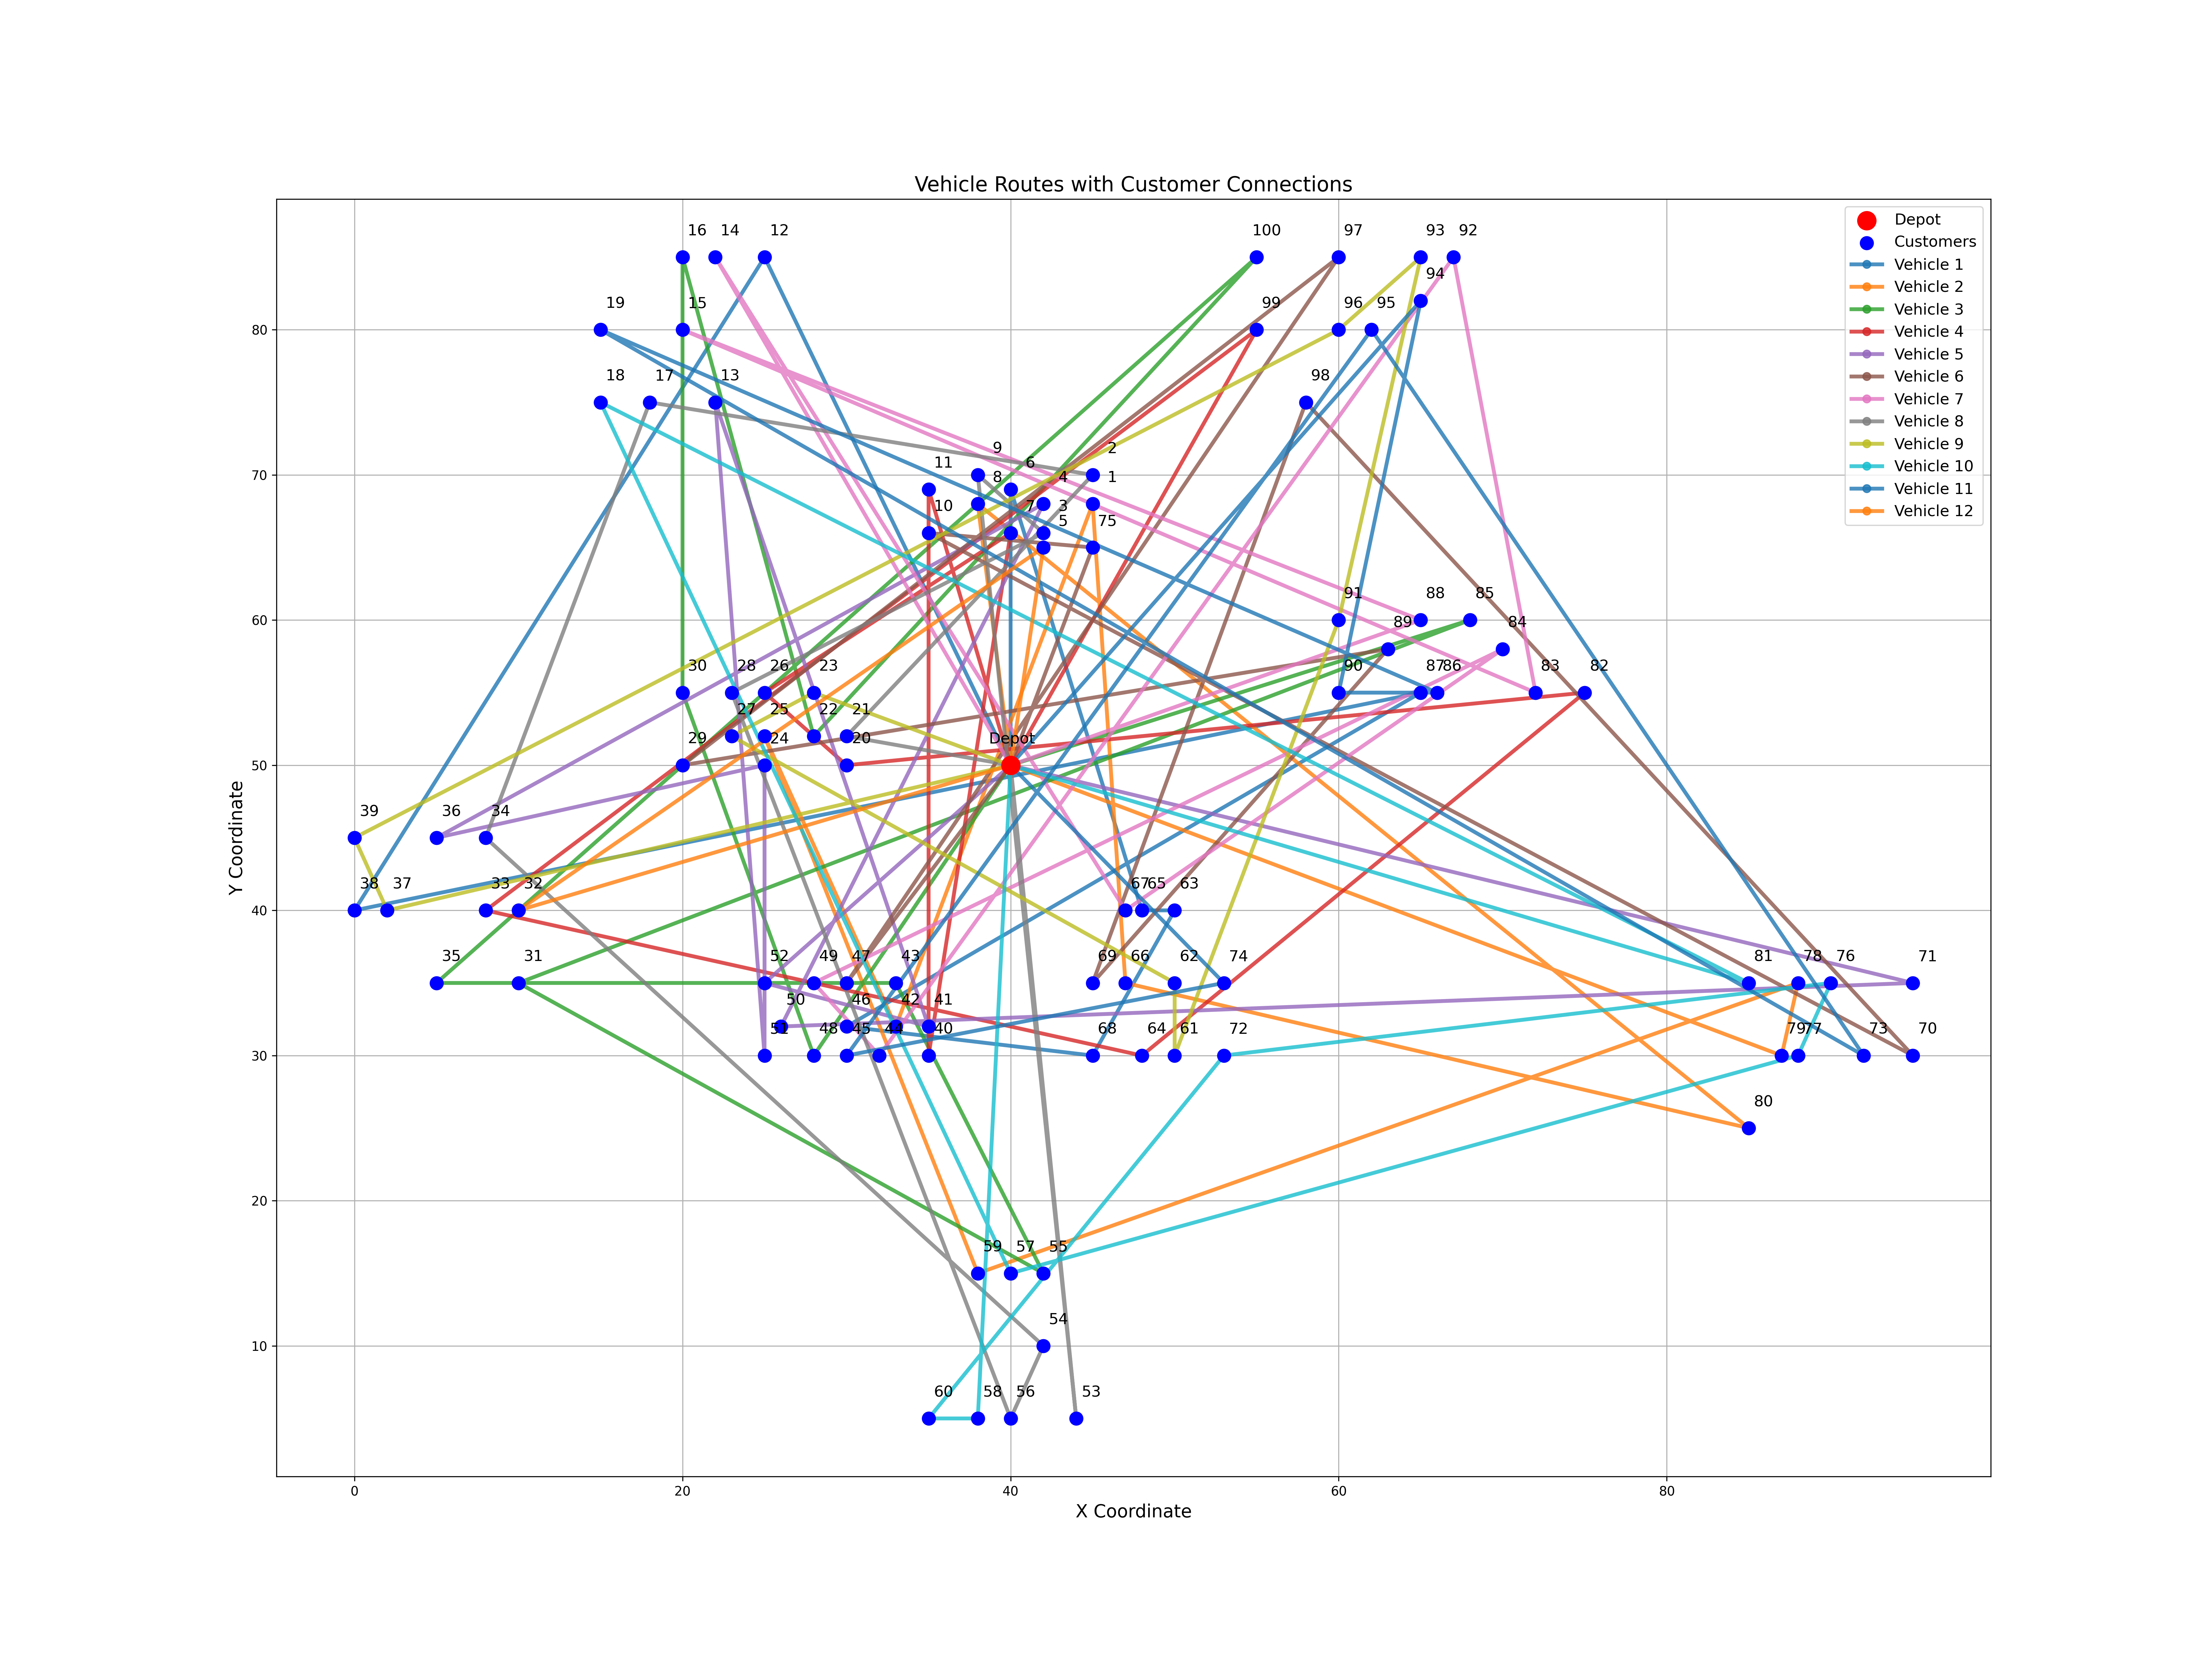 Vehicle Routes with Customer Connections
16 14 12 100 97 93 92
94
19 15 99 96 95
18 17 13 98
9 2
11 6
8 4 1
10 7 3
5 75
30 28 26 23
91 88 85
89 84
90 87 86 83 82
27 25 22 21
29 24 20
Depot
39 36 34
38 37 33 32
67 65 63
35 31 52 49 47 43
69 66 62 74 81 78 76 71
50 46 42 41
51 48 45 44 40
68 64 61 72 79 77 73 70
80
59 57 55
54
60 58 56 53
Depot
Customers
Vehicle 1
Vehicle 2
Vehicle 3
Vehicle 4
Vehicle 5
Vehicle 6
Vehicle 7
Vehicle 8
Vehicle 9
Vehicle 10
Vehicle 11
Vehicle 12
80
70
60
50
40
30
20
10
Y Coordinate
0 20 40 60 80
X Coordinate